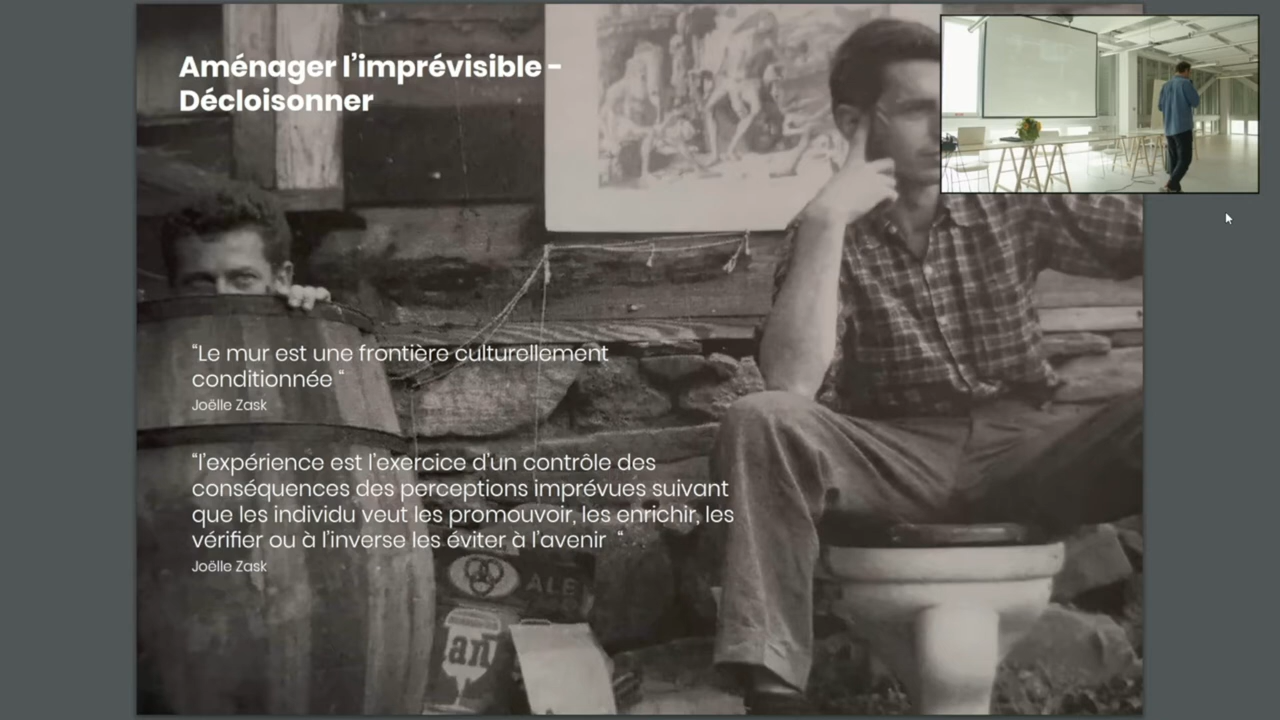 Aménager l’imprévisible -
Décloisonner
“Le mur est une frontière culturellement
conditionnée “
Joëlle Zask
“l’expérience est l’exercice d’un contrôle des
conséquences des perceptions imprévues suivant
que les individu veut les promouvoir, les enrichir, les
vérifier ou à l’inverse les éviter à l’avenir “
Joëlle Zask
ALE
an